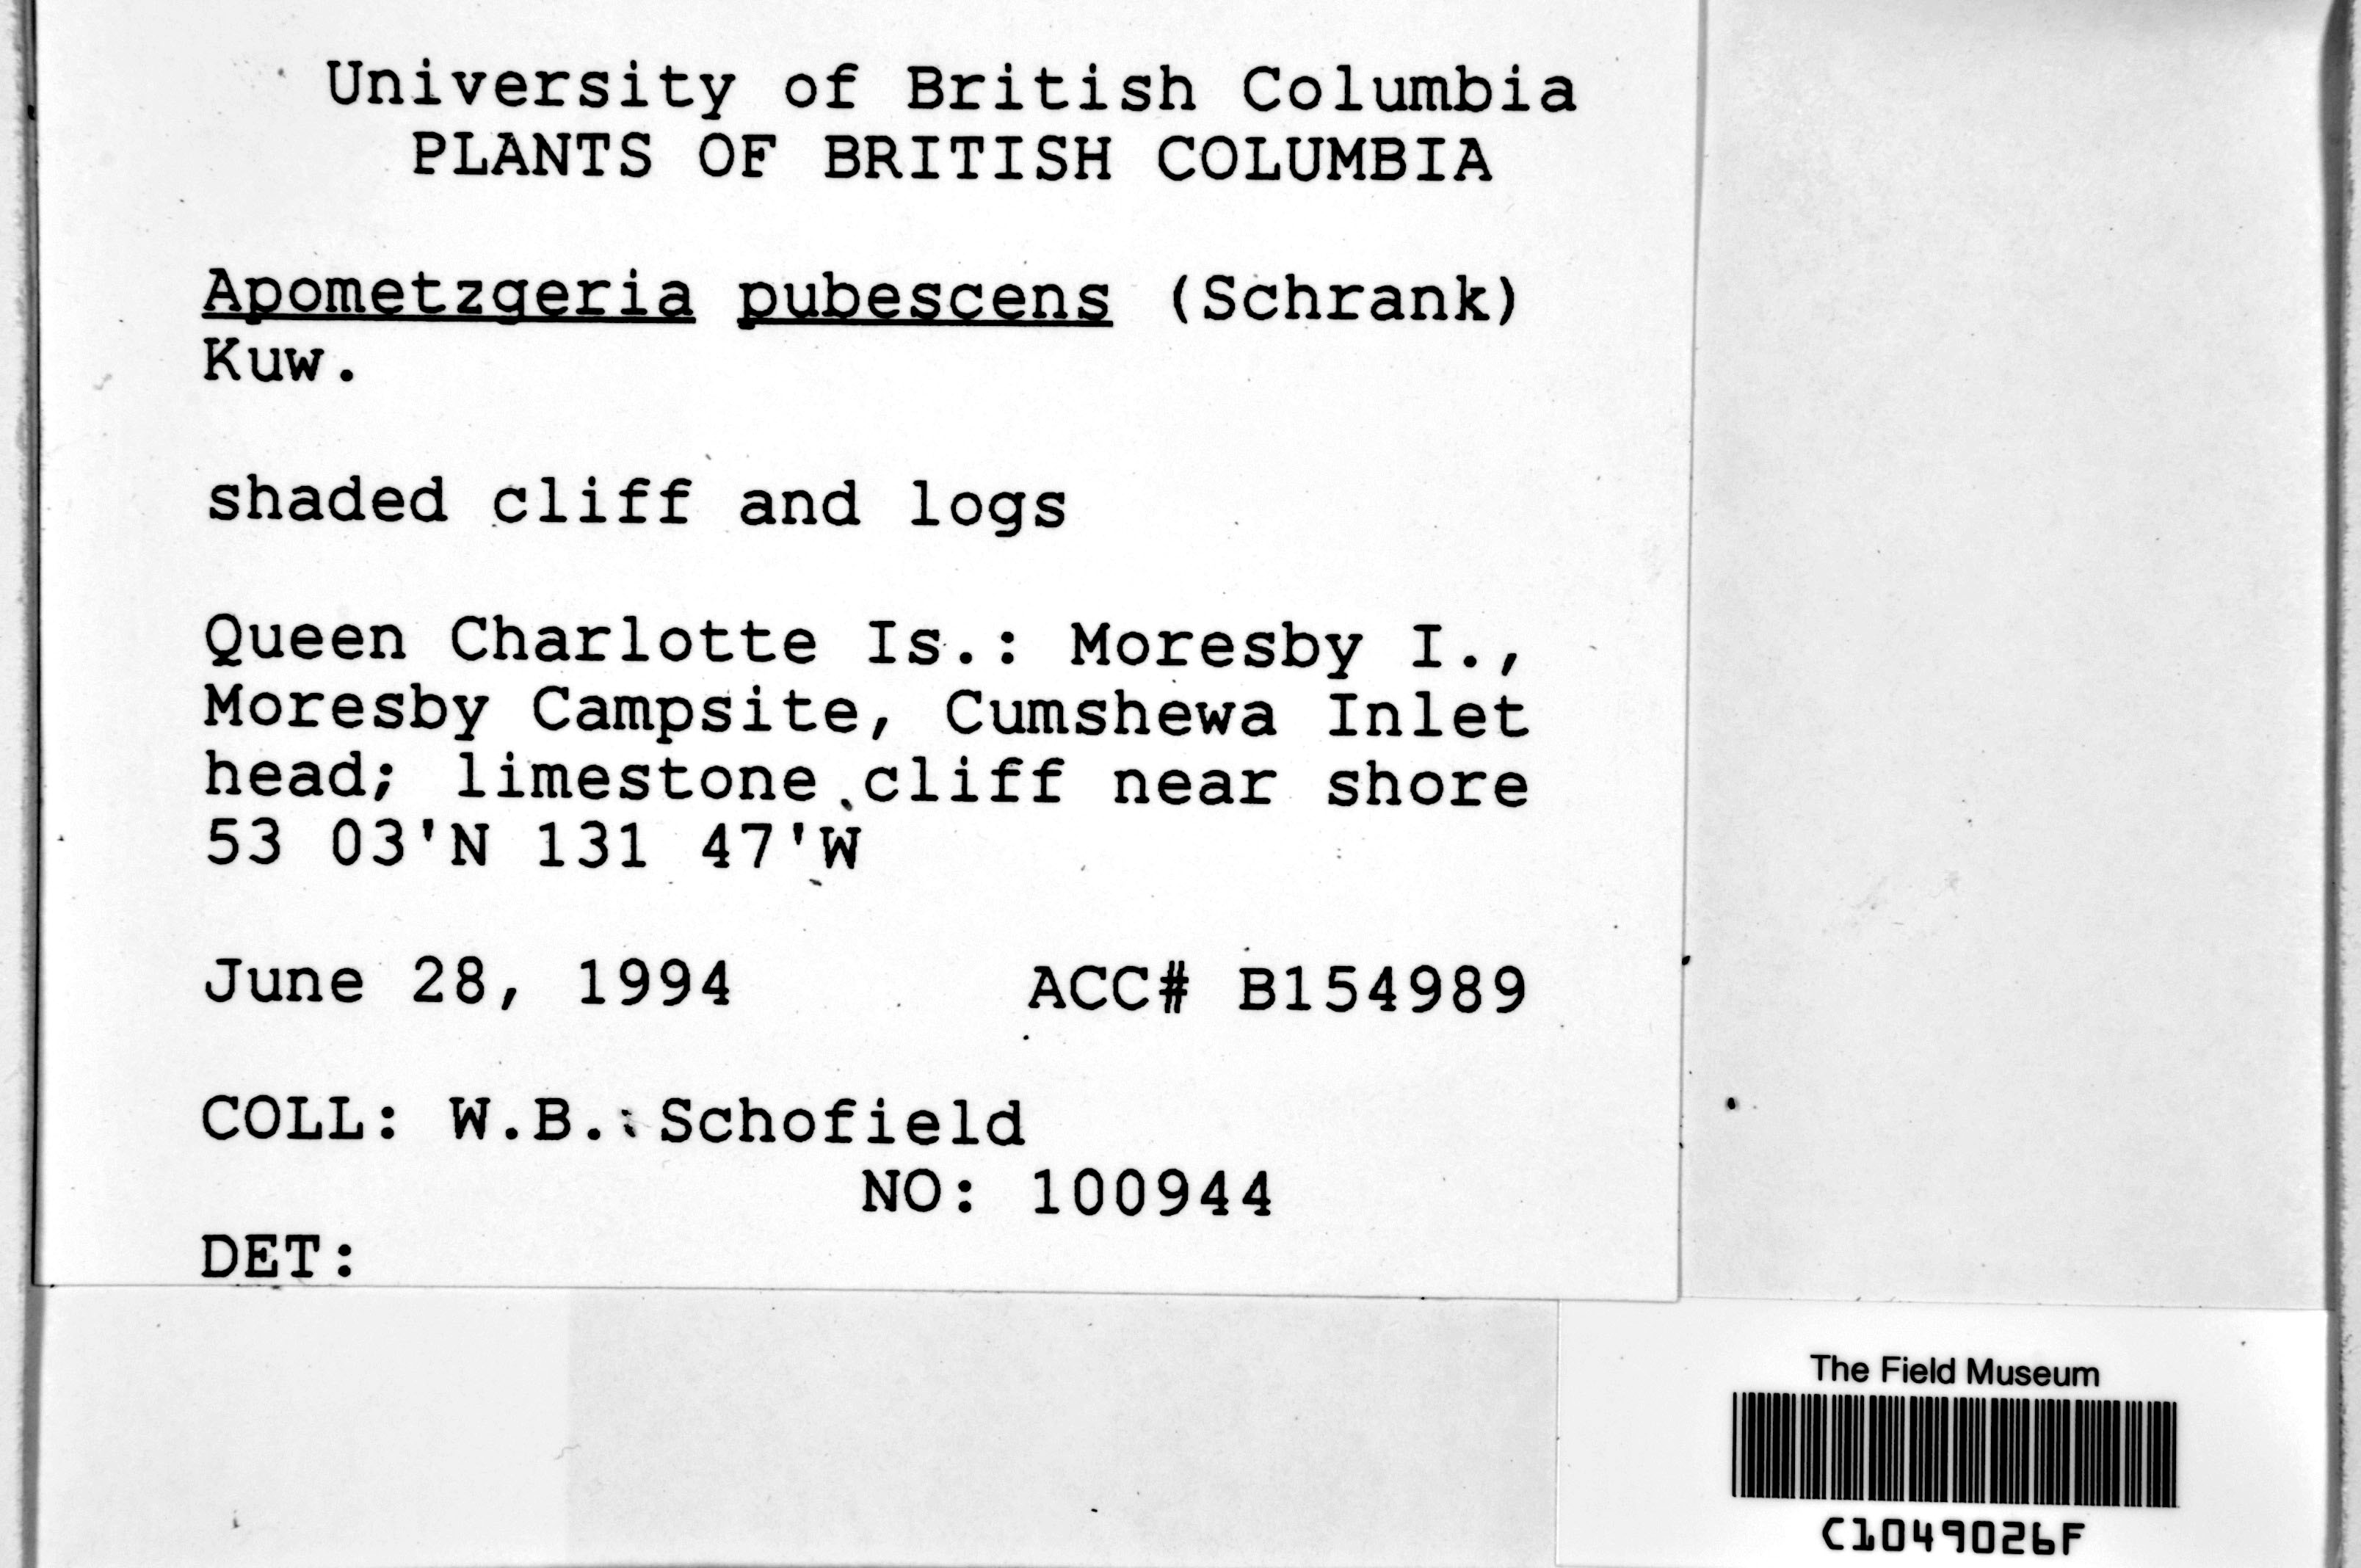 University of British Columbia
PLANTS OF BRITISH COLUMBIA
Apometzgeria pubescens (Schrank)
Kuw.
shaded cliff and logs
Queen Charlotte Is.: Moresby I.,
Moresby Campsite, Cumshewa Inlet
head; limestone cliff near shore
53 03'N 131 47'W
June 28, 1994 ACC# B154989
COLL: W.B. Schofield
NO: 100944
DET:
The Field Museum
C1049026F